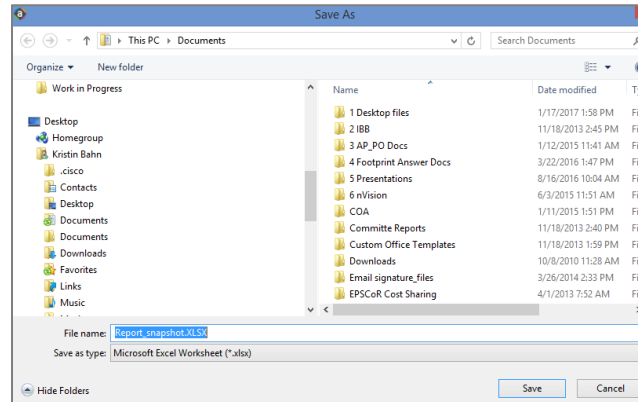 Save As
This PC Documents
Search Documents
Organize New folder
Work in Progress
Desktop
Homegroup
Kristin Bahn
.cisco
Contacts
Desktop
Documents
Documents
Downloads
Favorites
Links
Music
Name Date modified
1 Desktop files 1/17/2017 1:58 PM
2 IBB 11/18/2013 2:45 PM
3 AP_PO Docs 1/12/2015 11:41 AM
4 Footprint Answer Docs 3/22/2016 1:47 PM
5 Presentations 8/16/2016 10:04 AM
6 nVision 6/3/2015 11:51 AM
COA 1/11/2015 1:51 PM
Committe Reports 11/18/2013 2:40 PM
Custom Office Templates 11/18/2013 1:59 PM
Downloads 10/8/2010 11:28 AM
Email signature_files 3/26/2014 2:33 PM
EPSCoR Cost Sharing 4/1/2013 7:52 AM
File name: Report_snapshot.XLSX
Save as type: Microsoft Excel Worksheet (*.xlsx)
Hide Folders
Save Cancel